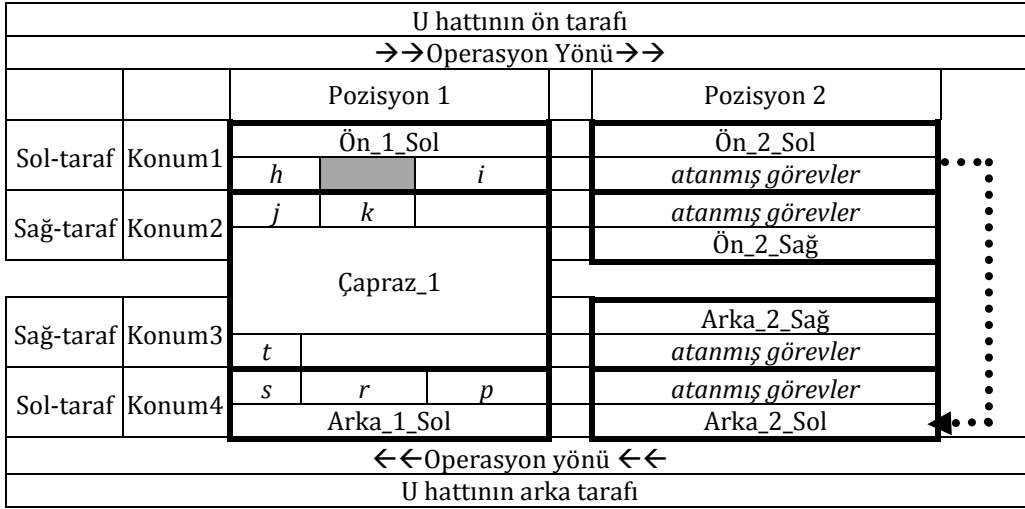 U hattının ön tarafı
→→Operasyon Yönü→→
Pozisyon 1 Pozisyon 2
Sol-taraf Konum1 Ön_1_Sol Ön_2_Sol
h i atanmış görevler
Sağ-taraf Konum2 j k atanmış görevler
Ön_2_Sağ
Çapraz_1
Sağ-taraf Konum3 Arka_2_Sağ
t atanmış görevler
Sol-taraf Konum4 s r p atanmış görevler
Arka_1_Sol Arka_2_Sol
←←Operasyon yönü ←←
U hattının arka tarafı